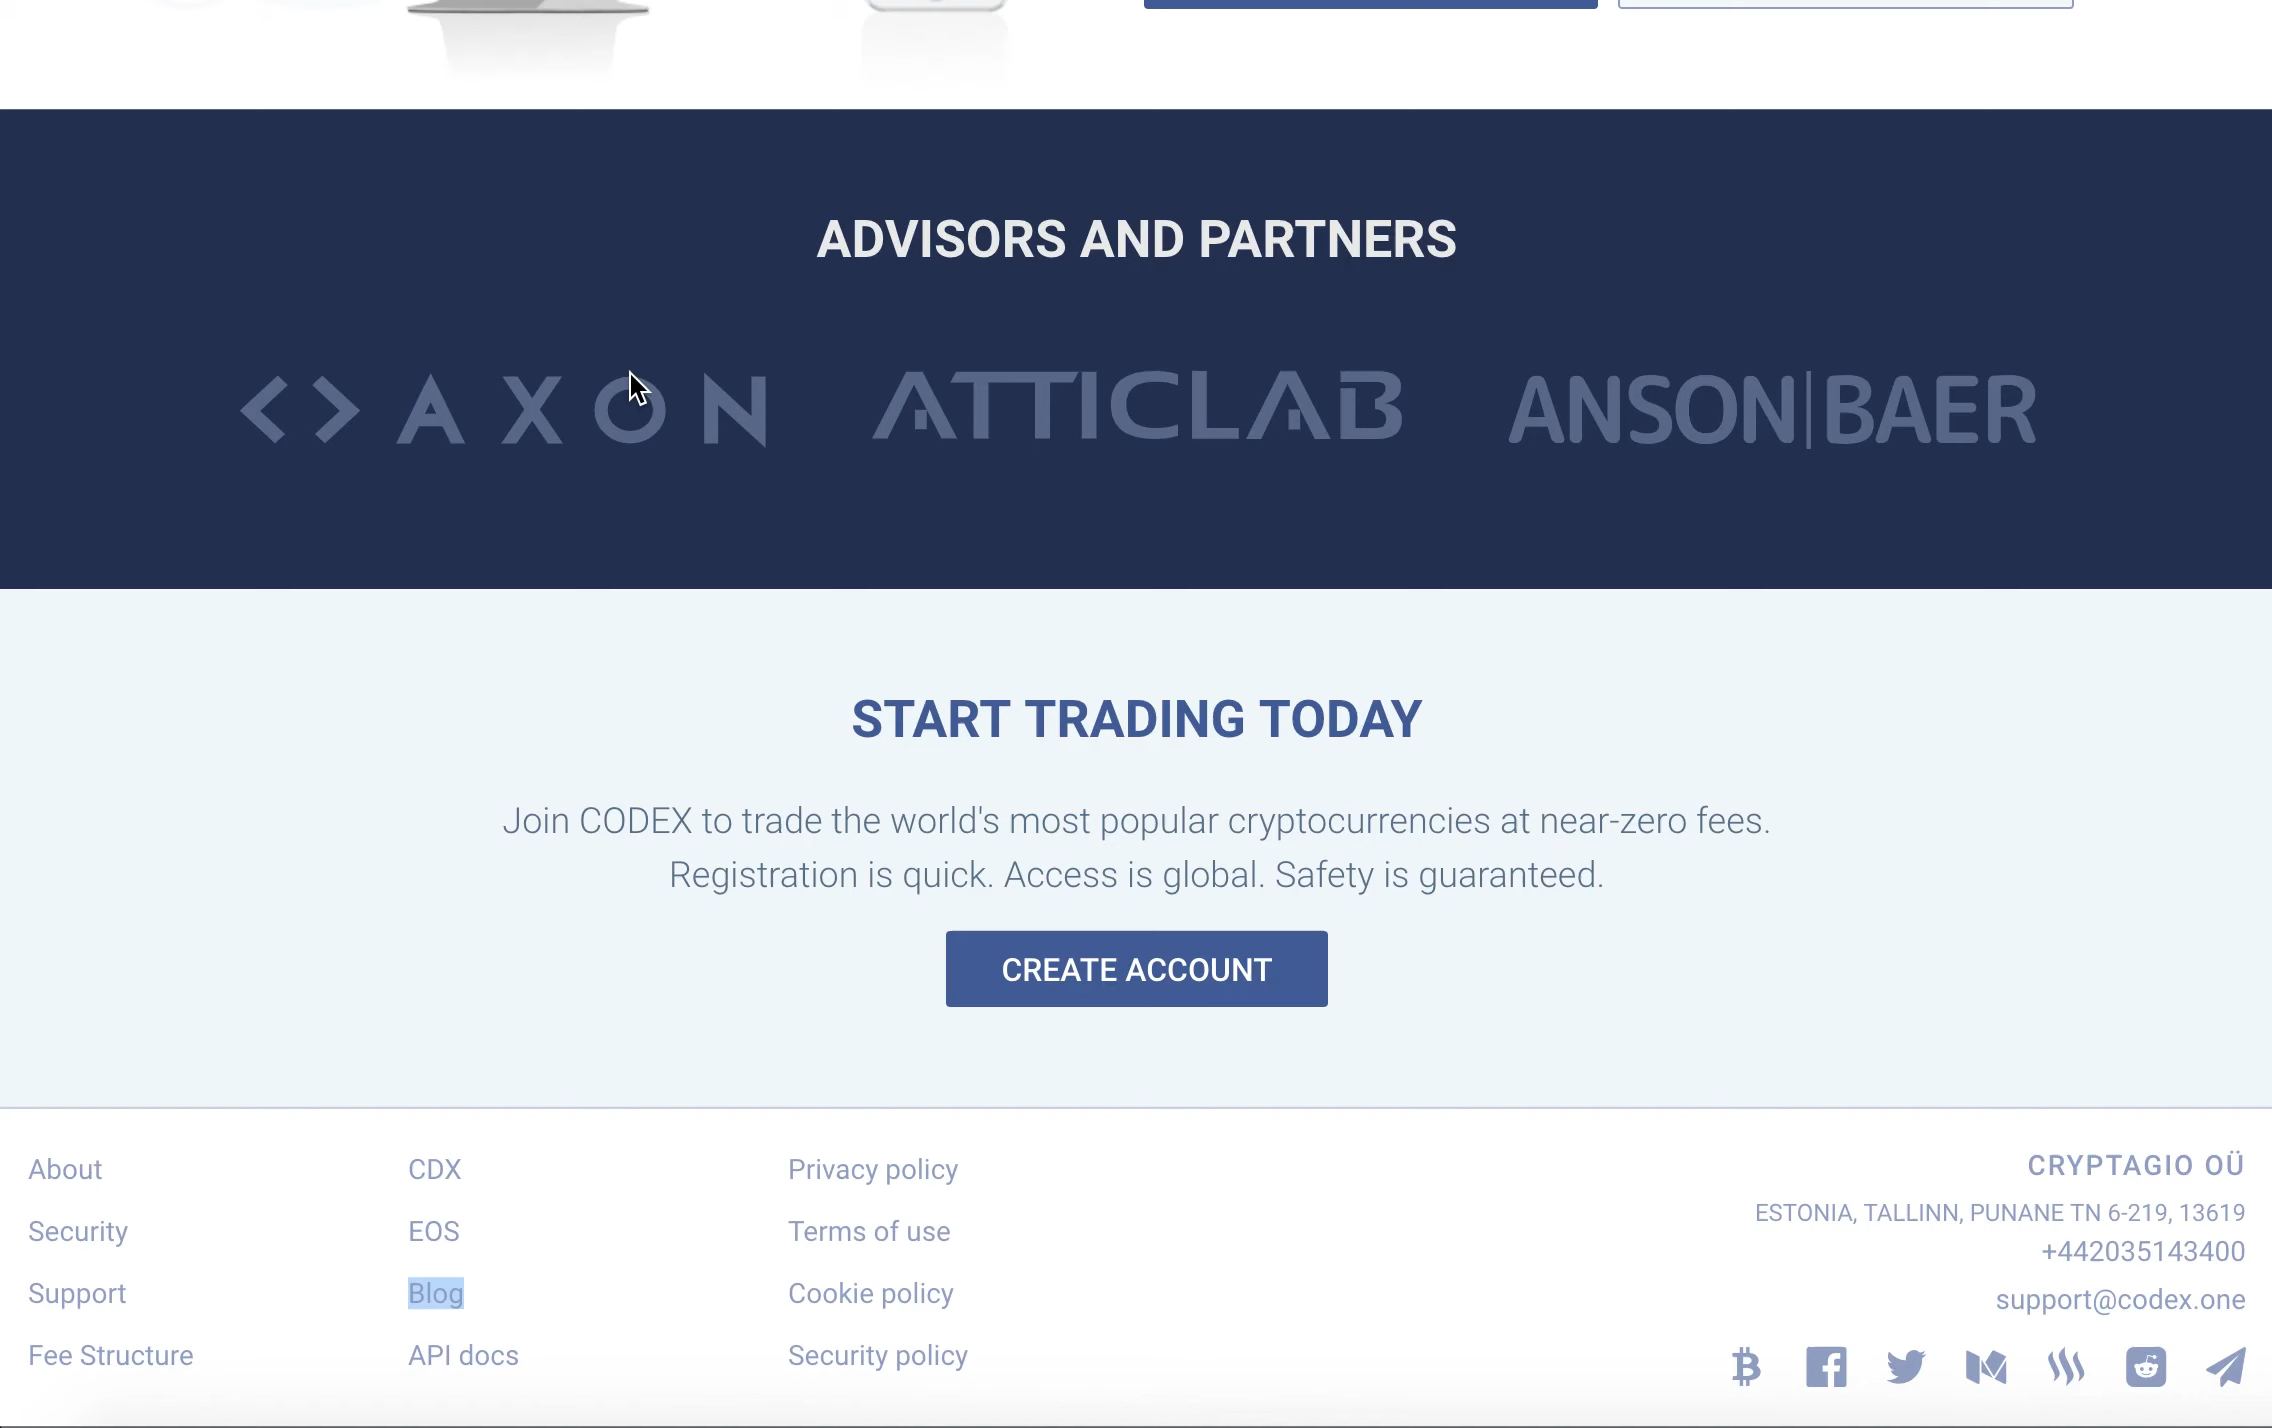 ADVISORS AND PARTNERS
<> AXON
ATTICLAB
ANSON|BAER
START TRADING TODAY
Join CODEX to trade the world's most popular cryptocurrencies at near-zero fees.
Registration is quick. Access is global. Safety is guaranteed.
CREATE ACCOUNT
About
Security
Support
Fee Structure
CDX
EOS
Blog
API docs
Privacy policy
Terms of use
Cookie policy
Security policy
CRYPTAGIO OÜ
ESTONIA, TALLINN, PUNANE TN 6-219, 13619
+442035143400
support@codex.one